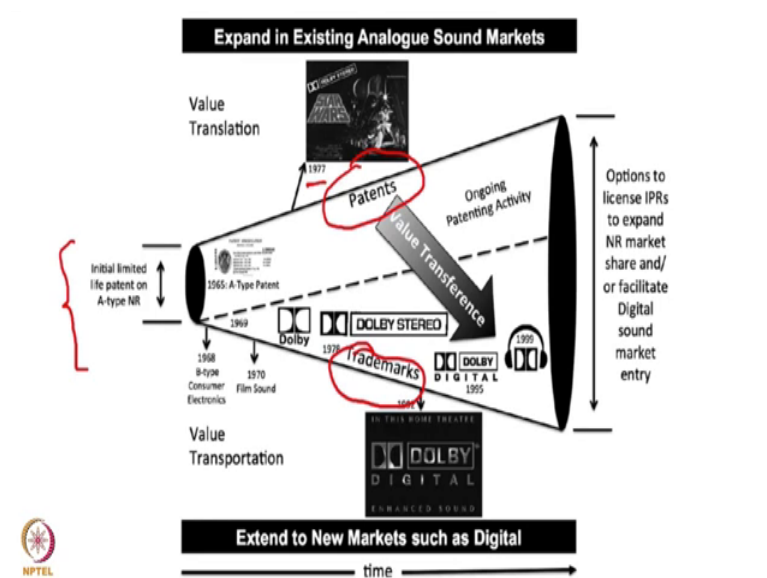 Expand in Existing Analogue Sound Markets
Value
Translation
DOLBY STEREO
STAR
WARS
1977
Patents
Ongoing
Patenting Activity
Options to
license IPRs
to expand
NR market
share and/
or facilitate
Digital
sound
market
entry
Initial limited
life patent on
A-type NR
1965: A-Type Patent
Value Transference
1969
Dolby
DOLBY STEREO
1978
Trademarks
DOLBY
DIGITAL
1995
1999
1968
B-type
Consumer
Electronics
1970
Film Sound
Value
Transportation
IN THIS HOME THEATRE
DOLBY
DIGITAL
ENHANCED SOUND
Extend to New Markets such as Digital
time
NPTEL